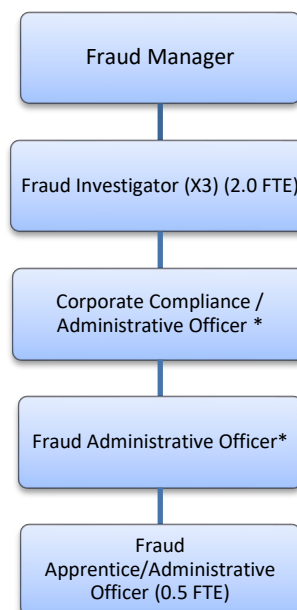 Fraud Manager
Fraud Investigator (X3) (2.0 FTE)
Corporate Compliance /
Administrative Officer *
Fraud Administrative Officer*
Fraud
Apprentice/Administrative
Officer (0.5 FTE)